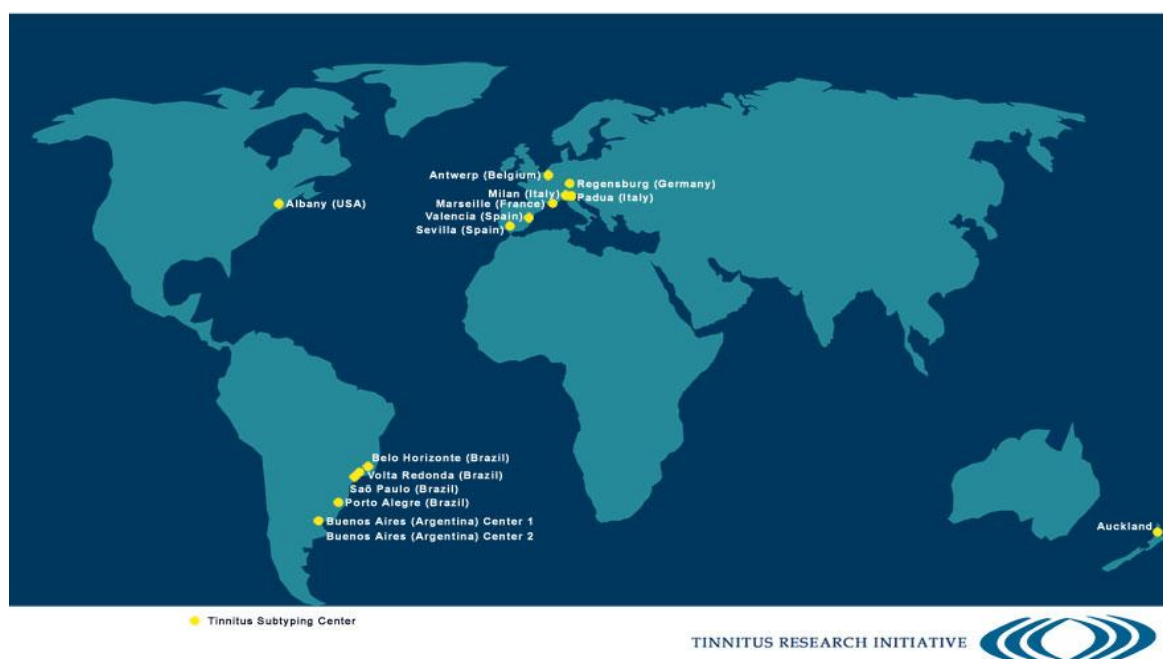 Antwerp (Belgium)
Regensburg (Germany)
Milan (Italy)
Padua (Italy)
Albany (USA)
Marseille (France)
Valencia (Spain)
Sevilla (Spain)
Belo Horizonte (Brazil)
Volta Redonda (Brazil)
Saõ Paulo (Brazil)
Porto Alegre (Brazil)
Buenos Aires (Argentina) Center 1
Auckland
Buenos Aires (Argentina) Center 2
Tinnitus Subtyping Center
TINNITUS RESEARCH INITIATIVE